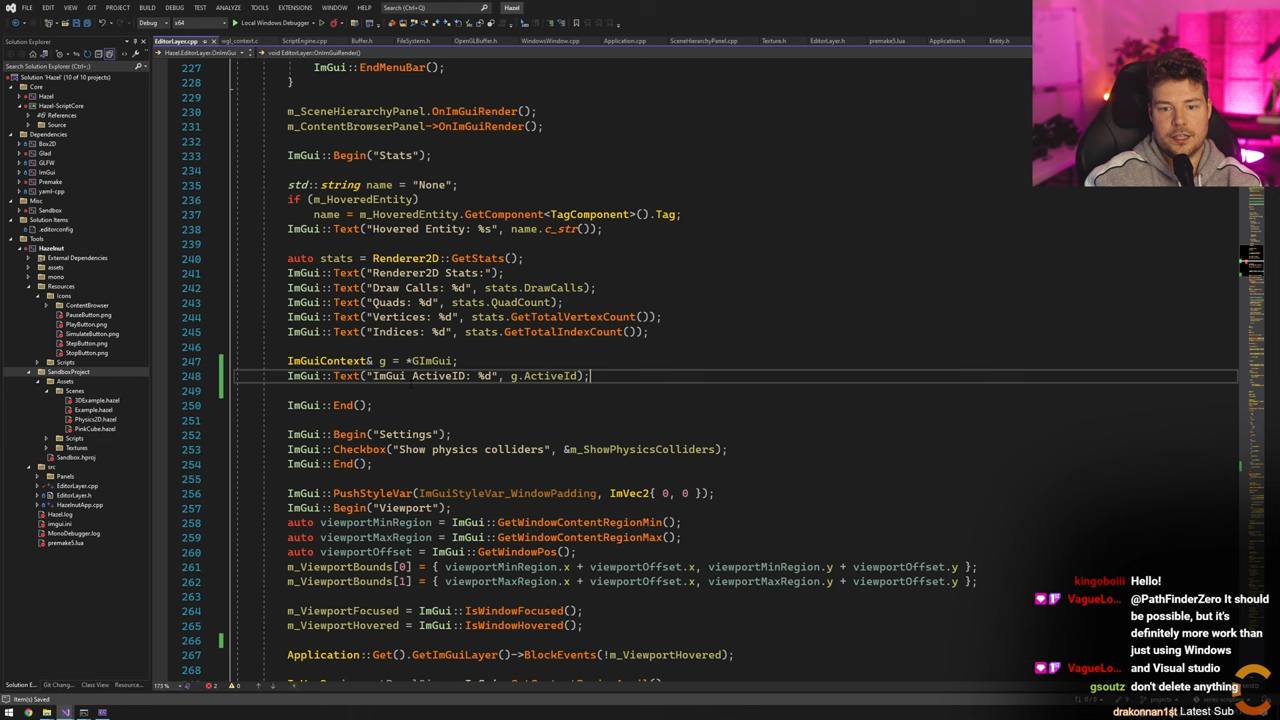 FILE EDIT VIEW GIT PROJECT BUILD DEBUG TEST ANALYZE TOOLS EXTENSIONS WINDOW HELP Search (Ctrl+Q) Hazel
Debug x64 Local Windows Debugger
Solution Explorer
EditorLayer.cpp wgl_context.c ScriptEngine.cpp Buffer.h FileSystem.h OpenGLBuffer.cpp WindowsWindow.cpp Application.cpp SceneHierarchyPanel.cpp Texture.h EditorLayer.h premake5.lua Application.h Entity.h
Hazel.EditorLayer.OnImGui void EditorLayer::OnImGuiRender()
Search Solution Explorer (Ctrl+;)
Solution 'Hazel' (10 of 10 projects)
Core
Hazel
Hazel-ScriptCore
References
Source
Dependencies
Box2D
Glad
GLFW
ImGui
Premake
yaml-cpp
Misc
Sandbox
Solution Items
.editorconfig
Tools
Hazelnut
External Dependencies
assets
mono
Resources
Icons
ContentBrowser
PauseButton.png
PlayButton.png
SimulateButton.png
StepButton.png
StopButton.png
Scripts
SandboxProject
Assets
Scenes
3DExample.hazel
Example.hazel
Physics2D.hazel
PinkCube.hazel
Scripts
Textures
Sandbox.hproj
src
Panels
EditorLayer.cpp
EditorLayer.h
HazelnutApp.cpp
Hazel.log
imgui.ini
MonoDebugger.log
premake5.lua
227 ImGui::EndMenuBar();
228 }
229
230 m_SceneHierarchyPanel.OnImGuiRender();
231 m_ContentBrowserPanel->OnImGuiRender();
232
233 ImGui::Begin("Stats");
234
235 std::string name = "None";
236 if (m_HoveredEntity)
237 name = m_HoveredEntity.GetComponent<TagComponent>().Tag;
238 ImGui::Text("Hovered Entity: %s", name.c_str());
239
240 auto stats = Renderer2D::GetStats();
241 ImGui::Text("Renderer2D Stats:");
242 ImGui::Text("Draw Calls: %d", stats.DrawCalls);
243 ImGui::Text("Quads: %d", stats.QuadCount);
244 ImGui::Text("Vertices: %d", stats.GetTotalVertexCount());
245 ImGui::Text("Indices: %d", stats.GetTotalIndexCount());
246
247 ImGuiContext& g = *GImGui;
248 ImGui::Text("ImGui ActiveID: %d", g.ActiveId);
249
250 ImGui::End();
251
252 ImGui::Begin("Settings");
253 ImGui::Checkbox("Show physics colliders", &m_ShowPhysicsColliders);
254 ImGui::End();
255
256 ImGui::PushStyleVar(ImGuiStyleVar_WindowPadding, ImVec2{ 0, 0 });
257 ImGui::Begin("Viewport");
258 auto viewportMinRegion = ImGui::GetWindowContentRegionMin();
259 auto viewportMaxRegion = ImGui::GetWindowContentRegionMax();
260 auto viewportOffset = ImGui::GetWindowPos();
261 m_ViewportBounds[0] = { viewportMinRegion.x + viewportOffset.x, viewportMinRegion.y + viewportOffset.y };
262 m_ViewportBounds[1] = { viewportMaxRegion.x + viewportOffset.x, viewportMaxRegion.y + viewportOffset.y };
263
264 m_ViewportFocused = ImGui::IsWindowFocused();
265 m_ViewportHovered = ImGui::IsWindowHovered();
266
267 Application::Get().GetImGuiLayer()->BlockEvents(!m_ViewportHovered);
268
kingoboiii Hello!
VagueLo... @PathFinderZero It should
be possible, but it's
definitely more work than
just using Windows
VagueLo... and Visual studio
gsoutz don't delete anything
drakonnan1st Latest Sub
Solution E... Git Chang... Class View Resource...
173 % 2 0
Item(s) Saved